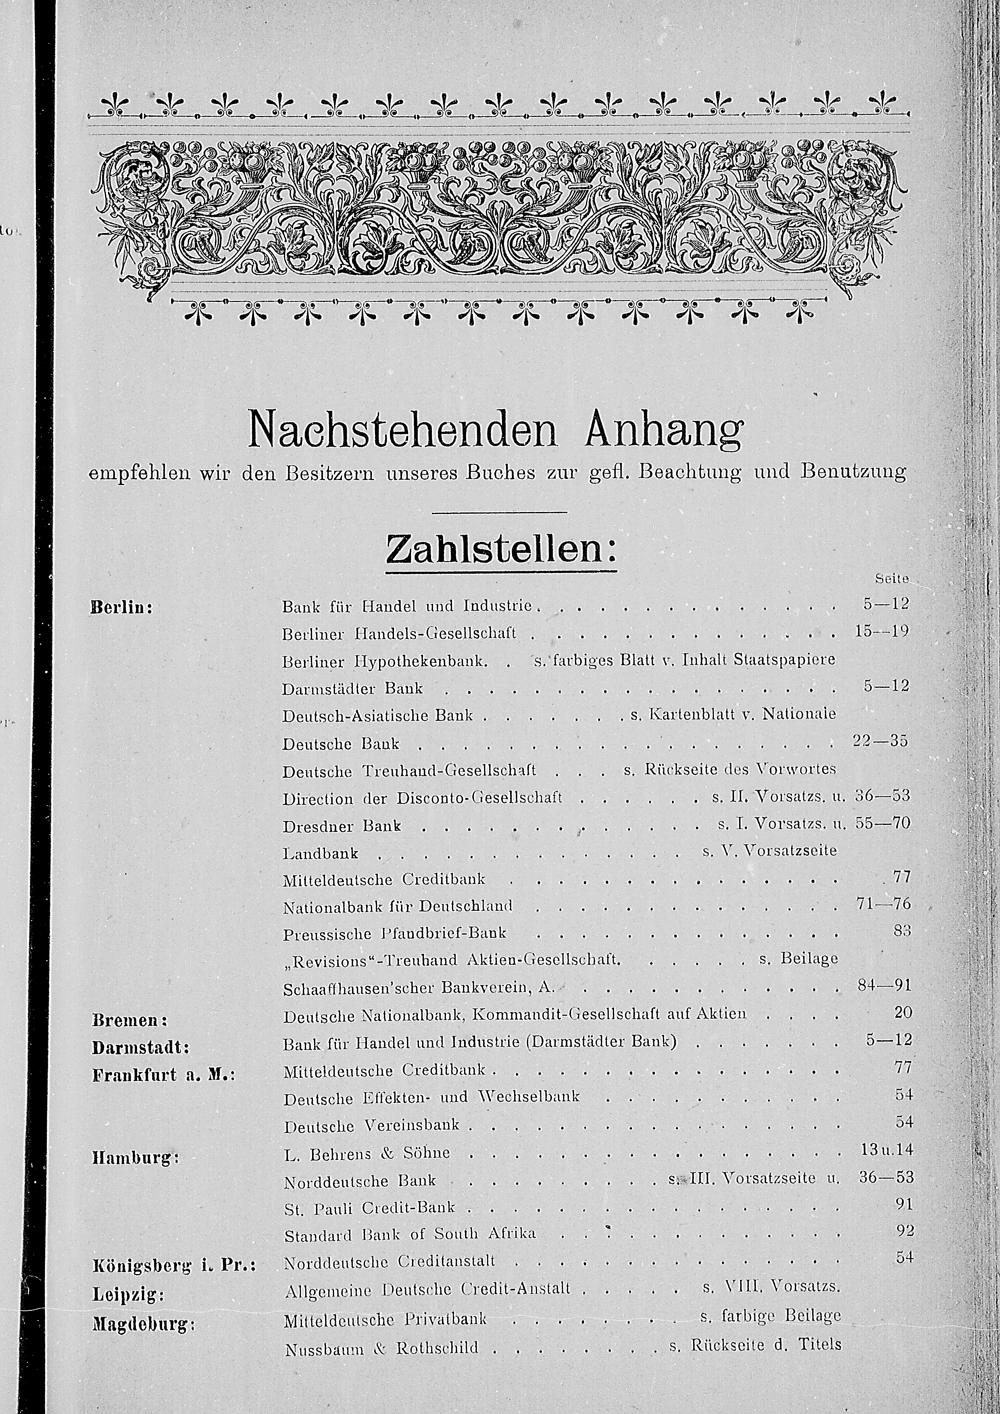 Nachstehenden Anhang
empfehlen wir den Besitzern unseres Buches zur gefl. Beachtung und Benutzung
Zahlstellen:
Seite
Berlin: Bank für Handel und Industrie . . . . . . . . . . . . . . 5—12
Berliner Handels-Gesellschaft . . . . . . . . . . . . . . 15—19
Berliner Hypothekenbank. . s. farbiges Blatt v. Inhalt Staatspapiere
Darmstädter Bank . . . . . . . . . . . . . . . . . . 5—12
Deutsch-Asiatische Bank . . . . . . . s. Kartenblatt v. Nationale
Deutsche Bank . . . . . . . . . . . . . . . . . . . 22—35
Deutsche Treuhand-Gesellschaft . . . s. Rückseite des Vorwortes
Direction der Disconto-Gesellschaft . . . . . . s. II. Vorsatzs. u. 36—53
Dresdner Bank . . . . . . . . . . . . . s. I. Vorsatzs. u. 55—70
Landbank . . . . . . . . . . . . . . s. V. Vorsatzseite
Mitteldeutsche Creditbank . . . . . . . . . . . . . . . 77
Nationalbank für Deutschland . . . . . . . . . . . . . . 71—76
Preussische Pfandbrief-Bank . . . . . . . . . . . . . . 83
„Revisions“-Treuhand Aktien-Gesellschaft. . . . . . s. Beilage
Schaaffhausen'scher Bankverein, A. . . . . . . . . . . . . 84—91
Bremen: Deutsche Nationalbank, Kommandit-Gesellschaft auf Aktien . . . . 20
Darmstadt: Bank für Handel und Industrie (Darmstädter Bank) . . . . . . . 5—12
Frankfurt a. M.: Mitteldeutsche Creditbank . . . . . . . . . . . . . . . . 77
Deutsche Effekten- und Wechselbank . . . . . . . . . . . 54
Deutsche Vereinsbank . . . . . . . . . . . . . . . . . 54
Hamburg: L. Behrens & Söhne . . . . . . . . . . . . . . . . . 13 u. 14
Norddeutsche Bank . . . . . . . . . . s. III. Vorsatzseite u. 36—53
St. Pauli Credit-Bank . . . . . . . . . . . . . . . . . 91
Standard Bank of South Afrika . . . . . . . . . . . . . 92
Königsberg i. Pr.: Norddeutsche Creditanstalt . . . . . . . . . . . . . . . 54
Leipzig: Allgemeine Deutsche Credit-Anstalt . . . . . s. VIII. Vorsatzs.
Magdeburg: Mitteldeutsche Privatbank . . . . . . . . s. farbige Beilage
Nussbaum & Rothschild . . . . . . . . s. Rückseite d. Titels